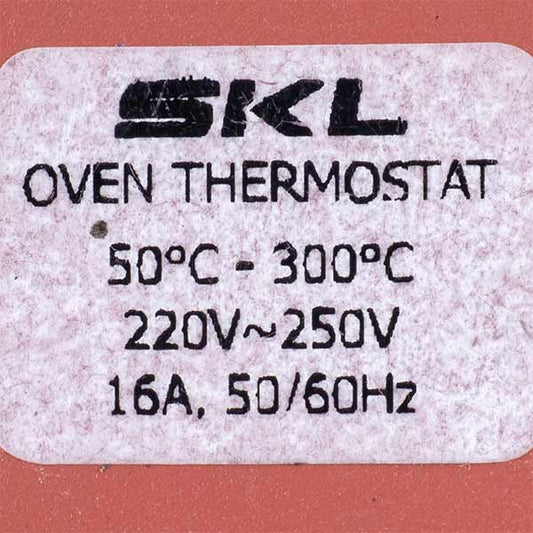 SKL
OVEN THERMOSTAT
50°C - 300°C
220V~250V
16A, 50/60Hz